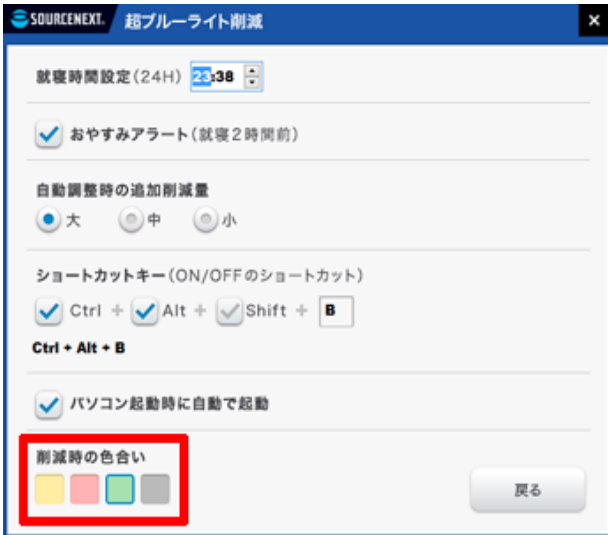 SOURCENEXT. 超ブルーライト削減
就寝時間設定(24H) 23:38
おやすみアラート(就寝2時間前)
自動調整時の追加削減量
大 中 小
ショートカットキー(ON/OFFのショートカット)
Ctrl + Alt + Shift + B
Ctrl + Alt + B
パソコン起動時に自動で起動
削減時の色合い
戻る